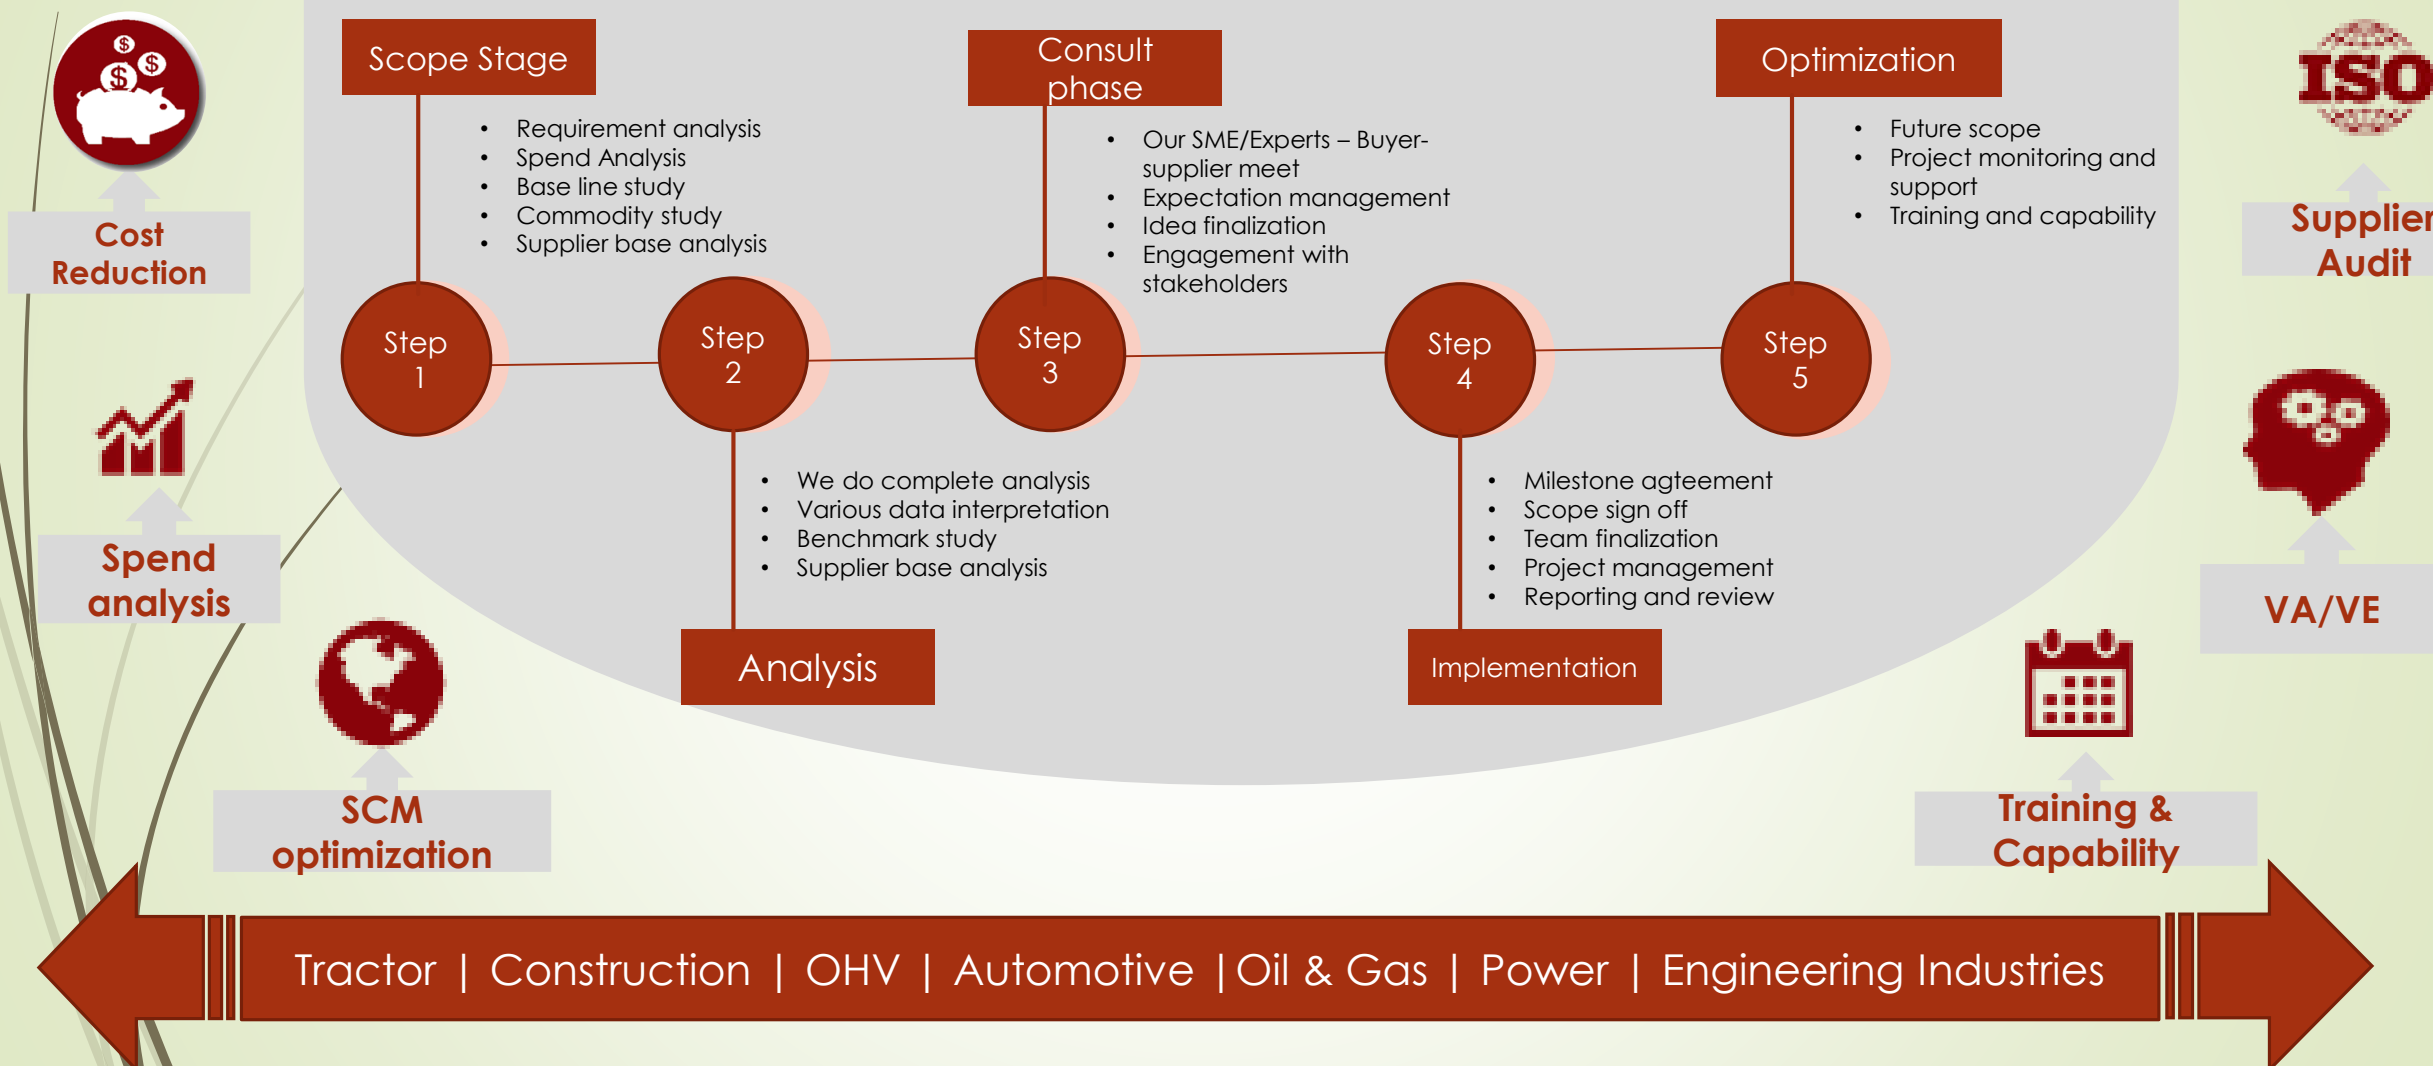 Scope Stage
Consult
phase
Optimization
ISO
$
$
$
Requirement analysis
Spend Analysis
Base line study
Commodity study
Supplier base analysis
Our SME/Experts – Buyer-
supplier meet
Expectation management
Idea finalization
Engagement with
stakeholders
Future scope
Project monitoring and
support
Training and capability
Cost
Reduction
Supplier
Audit
Step
1
Step
2
Step
3
Step
4
Step
5
We do complete analysis
Various data interpretation
Benchmark study
Supplier base analysis
Milestone agteement
Scope sign off
Team finalization
Project management
Reporting and review
Spend
analysis
VA/VE
Analysis
Implementation
SCM
optimization
Training &
Capability
Tractor | Construction | OHV | Automotive |Oil & Gas | Power | Engineering Industries